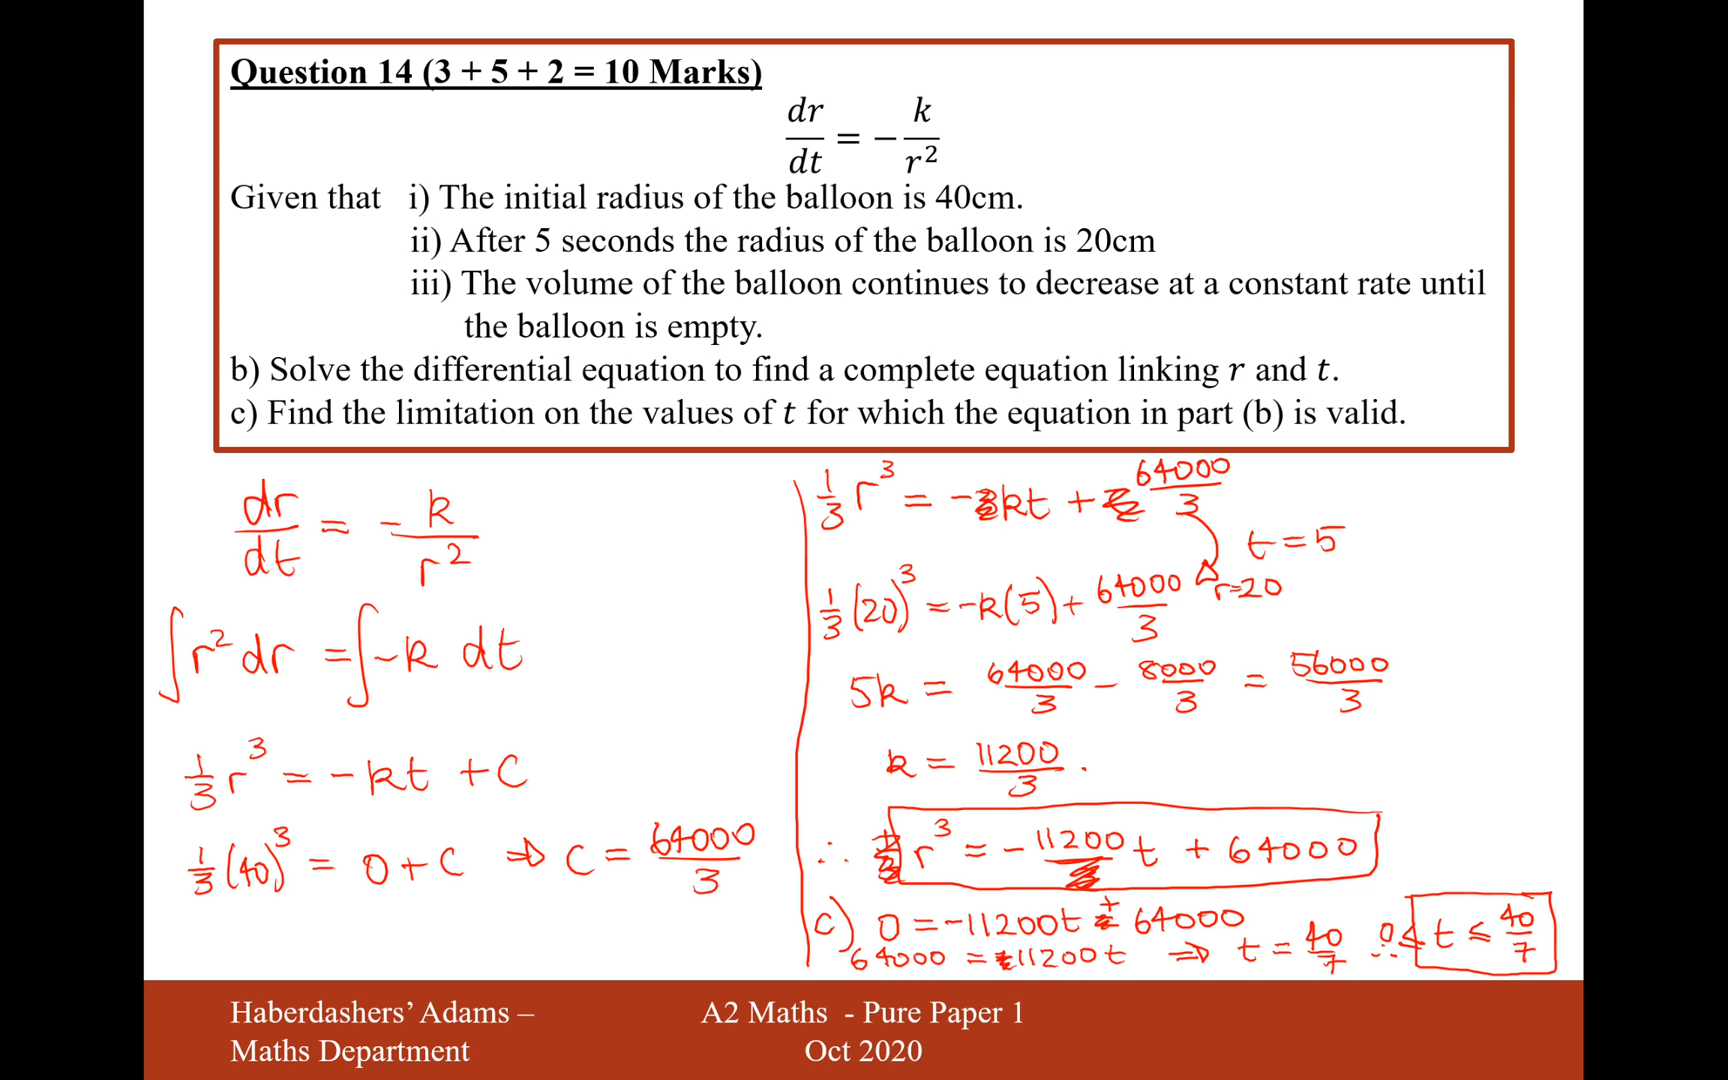 Question 14 (3 + 5 + 2 = 10 Marks)
dr/dt = − k/r²
Given that i) The initial radius of the balloon is 40cm.
ii) After 5 seconds the radius of the balloon is 20cm
iii) The volume of the balloon continues to decrease at a constant rate until
the balloon is empty.
b) Solve the differential equation to find a complete equation linking r and t.
c) Find the limitation on the values of t for which the equation in part (b) is valid.
dr/dt = − k/r²
∫ r² dr = ∫ −k dt
1/3 r³ = −kt + C
1/3 (40)³ = 0 + C ⇒ C = 64000/3
1/3 r³ = −kt + 64000/3
t = 5
r=20
1/3 (20)³ = −k(5) + 64000/3
5k = 64000/3 − 8000/3 = 56000/3
k = 11200/3 .
∴ r³ = −11200t + 64000
c) 0 = −11200t + 64000
64000 = 11200t ⇒ t = 40/7 ∴ 0 ≤ t ≤ 40/7
Haberdashers’ Adams –
Maths Department
A2 Maths - Pure Paper 1
Oct 2020